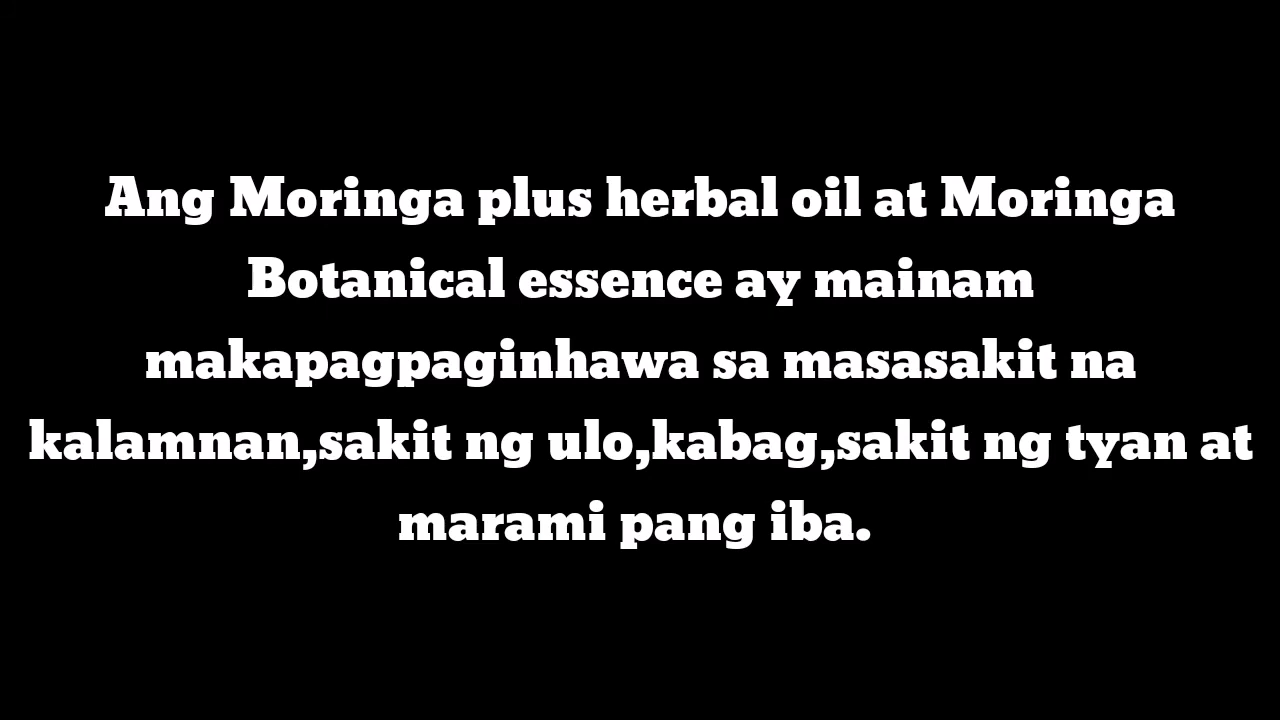 Ang Moringa plus herbal oil at Moringa
Botanical essence ay mainam
makapagpaginhawa sa masasakit na
kalamnan,sakit ng ulo,kabag,sakit ng tyan at
marami pang iba.